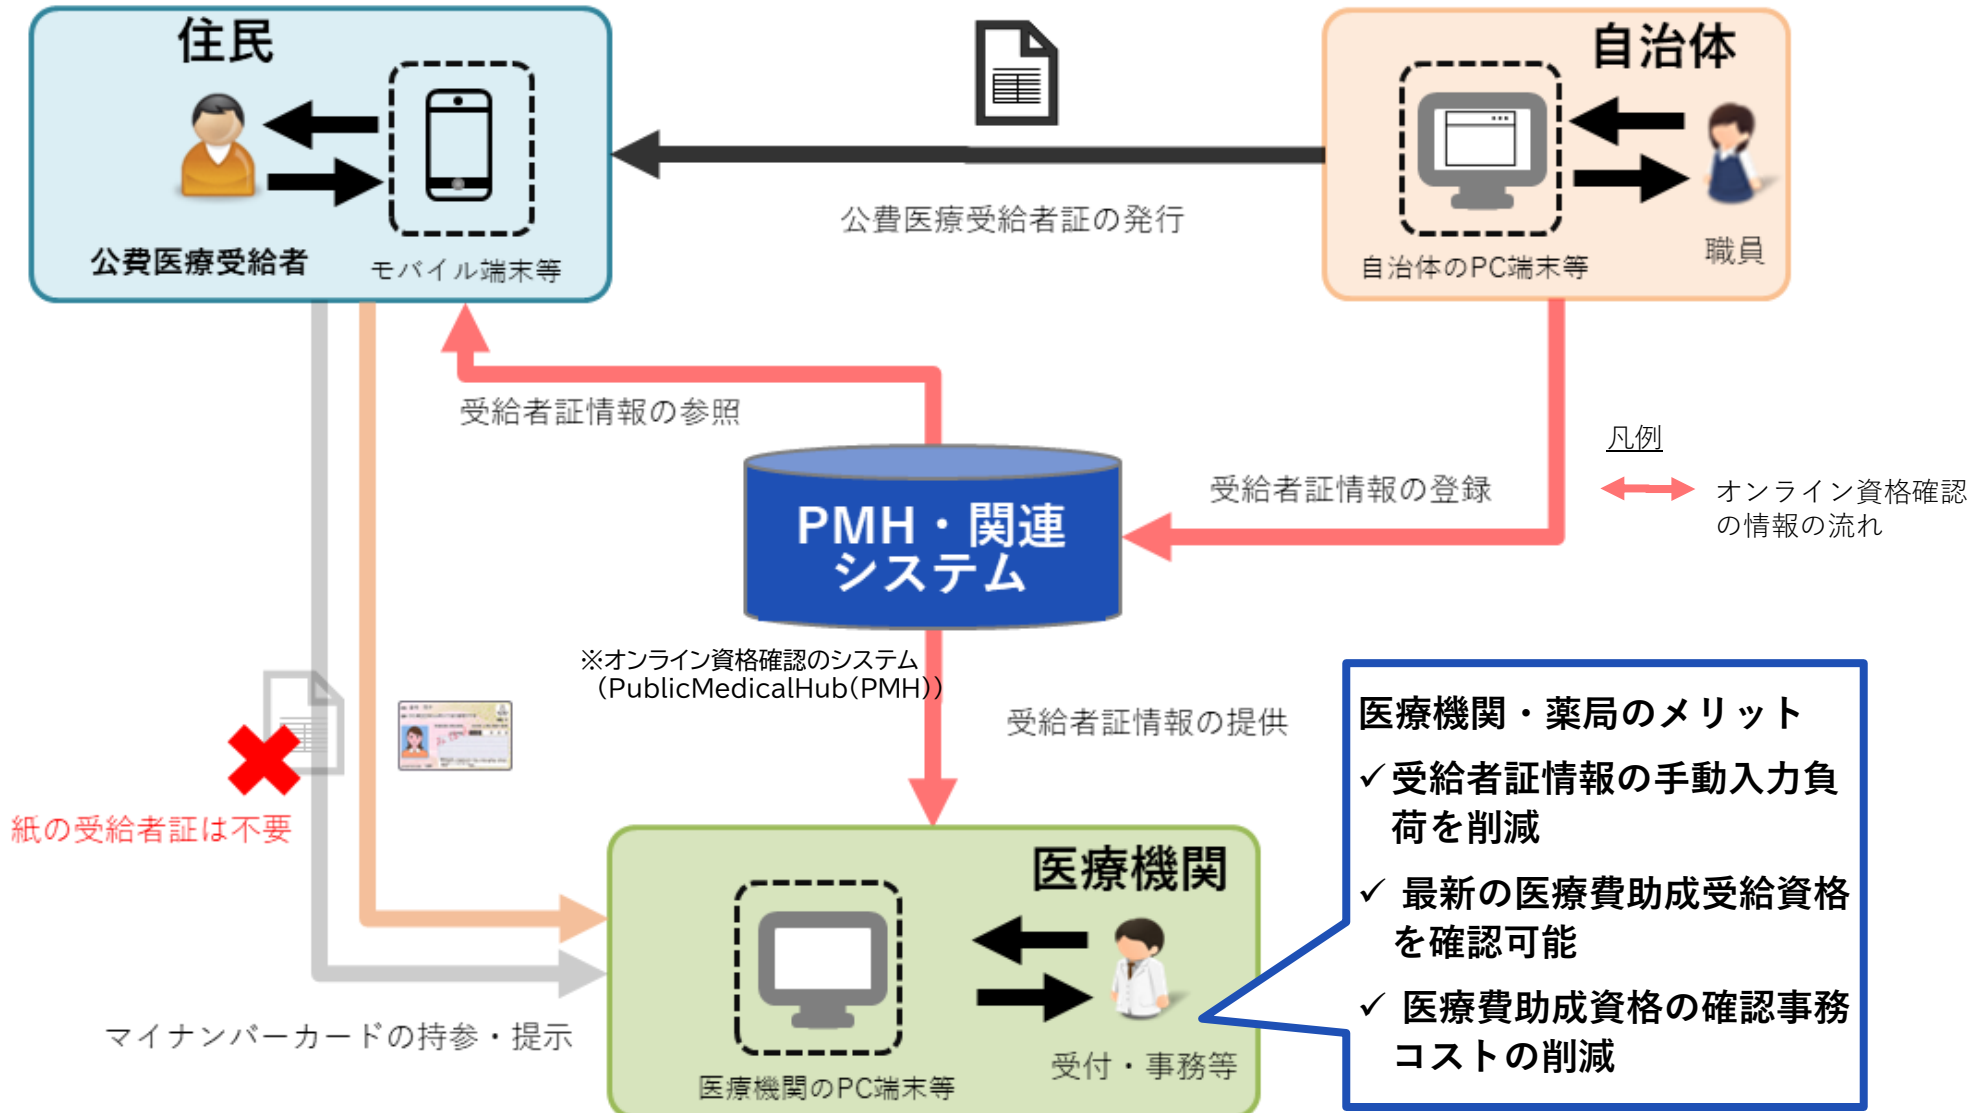 住民
公費医療受給者
モバイル端末等
公費医療受給者証の発行
自治体
自治体のPC端末等
職員
受給者証情報の参照
受給者証情報の登録
凡例
オンライン資格確認
の情報の流れ
PMH・関連
システム
※オンライン資格確認のシステム
（PublicMedicalHub(PMH)）
受給者証情報の提供
紙の受給者証は不要
マイナンバーカードの持参・提示
医療機関
医療機関のPC端末等
受付・事務等
医療機関・薬局のメリット
✓受給者証情報の手動入力負
荷を削減
✓ 最新の医療費助成受給資格
を確認可能
✓ 医療費助成資格の確認事務
コストの削減